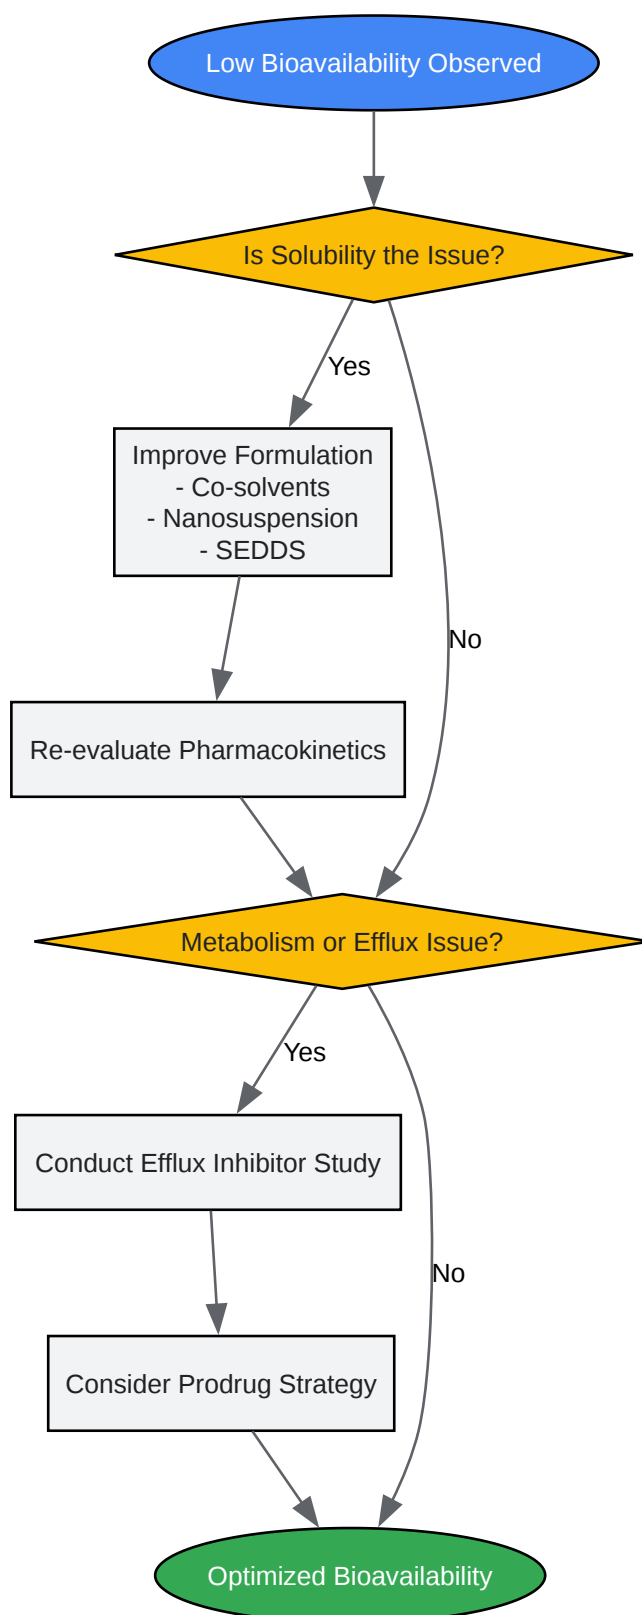 Low Bioavailability Observed
Is Solubility the Issue?
Yes
Improve Formulation
- Co-solvents
- Nanosuspension
- SEDDS
No
Re-evaluate Pharmacokinetics
Metabolism or Efflux Issue?
Yes
Conduct Efflux Inhibitor Study
No
Consider Prodrug Strategy
Optimized Bioavailability